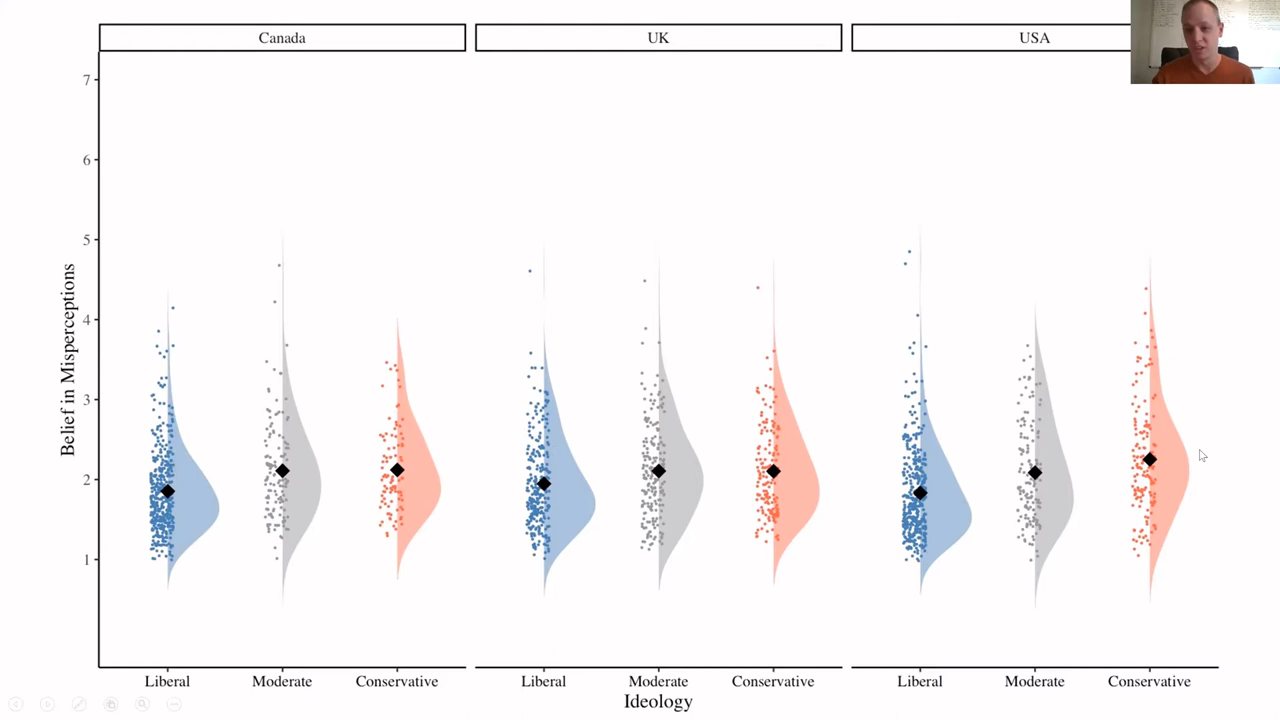 Canada UK USA
7
6
5
4
3
2
1
Belief in Misperceptions
Liberal Moderate Conservative Liberal Moderate Conservative Liberal Moderate Conservative
Ideology